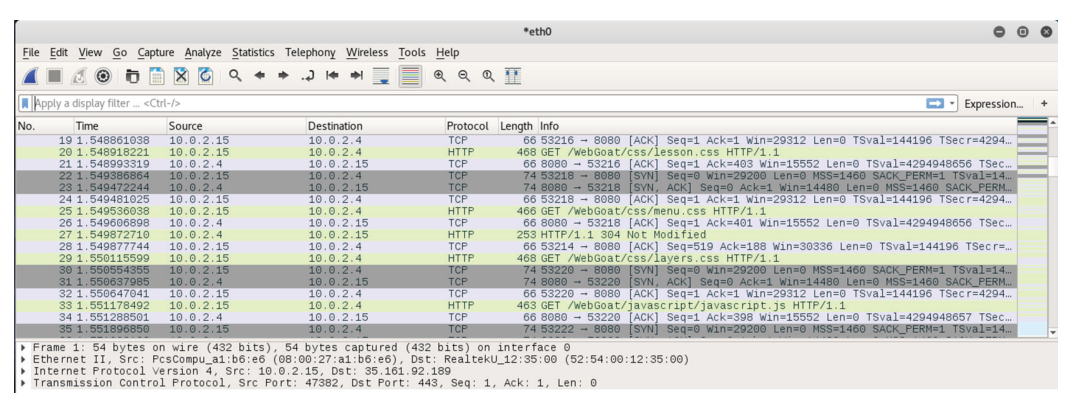 *eth0
File Edit View Go Capture Analyze Statistics Telephony Wireless Tools Help
Apply a display filter ... <Ctrl-/> Expression... +
No. Time Source Destination Protocol Length Info
19 1.548861038 10.0.2.15 10.0.2.4 TCP 66 53216 → 8080 [ACK] Seq=1 Ack=1 Win=29312 Len=0 TSval=144196 TSecr=4294…
20 1.548918221 10.0.2.15 10.0.2.4 HTTP 468 GET /WebGoat/css/lesson.css HTTP/1.1
21 1.548993319 10.0.2.4 10.0.2.15 TCP 66 8080 → 53216 [ACK] Seq=1 Ack=403 Win=15552 Len=0 TSval=4294948656 TSec…
22 1.549386864 10.0.2.15 10.0.2.4 TCP 74 53218 → 8080 [SYN] Seq=0 Win=29200 Len=0 MSS=1460 SACK_PERM=1 TSval=14…
23 1.549472244 10.0.2.4 10.0.2.15 TCP 74 8080 → 53218 [SYN, ACK] Seq=0 Ack=1 Win=14480 Len=0 MSS=1460 SACK_PERM…
24 1.549481025 10.0.2.15 10.0.2.4 TCP 66 53218 → 8080 [ACK] Seq=1 Ack=1 Win=29312 Len=0 TSval=144196 TSecr=4294…
25 1.549536038 10.0.2.15 10.0.2.4 HTTP 466 GET /WebGoat/css/menu.css HTTP/1.1
26 1.549606898 10.0.2.4 10.0.2.15 TCP 66 8080 → 53218 [ACK] Seq=1 Ack=401 Win=15552 Len=0 TSval=4294948656 TSec…
27 1.549872710 10.0.2.4 10.0.2.15 HTTP 253 HTTP/1.1 304 Not Modified
28 1.549877744 10.0.2.15 10.0.2.4 TCP 66 53214 → 8080 [ACK] Seq=519 Ack=188 Win=30336 Len=0 TSval=144196 TSecr=…
29 1.550115599 10.0.2.15 10.0.2.4 HTTP 468 GET /WebGoat/css/layers.css HTTP/1.1
30 1.550554355 10.0.2.15 10.0.2.4 TCP 74 53220 → 8080 [SYN] Seq=0 Win=29200 Len=0 MSS=1460 SACK_PERM=1 TSval=14…
31 1.550637985 10.0.2.4 10.0.2.15 TCP 74 8080 → 53220 [SYN, ACK] Seq=0 Ack=1 Win=14480 Len=0 MSS=1460 SACK_PERM…
32 1.550647041 10.0.2.15 10.0.2.4 TCP 66 53220 → 8080 [ACK] Seq=1 Ack=1 Win=29312 Len=0 TSval=144196 TSecr=4294…
33 1.551178492 10.0.2.15 10.0.2.4 HTTP 463 GET /WebGoat/javascript/javascript.js HTTP/1.1
34 1.551288501 10.0.2.4 10.0.2.15 TCP 66 8080 → 53220 [ACK] Seq=1 Ack=398 Win=15552 Len=0 TSval=4294948657 TSec…
35 1.551896850 10.0.2.15 10.0.2.4 TCP 74 53222 → 8080 [SYN] Seq=0 Win=29200 Len=0 MSS=1460 SACK_PERM=1 TSval=14…
Frame 1: 54 bytes on wire (432 bits), 54 bytes captured (432 bits) on interface 0
Ethernet II, Src: PcsCompu_a1:b6:e6 (08:00:27:a1:b6:e6), Dst: RealtekU_12:35:00 (52:54:00:12:35:00)
Internet Protocol Version 4, Src: 10.0.2.15, Dst: 35.161.92.189
Transmission Control Protocol, Src Port: 47382, Dst Port: 443, Seq: 1, Ack: 1, Len: 0